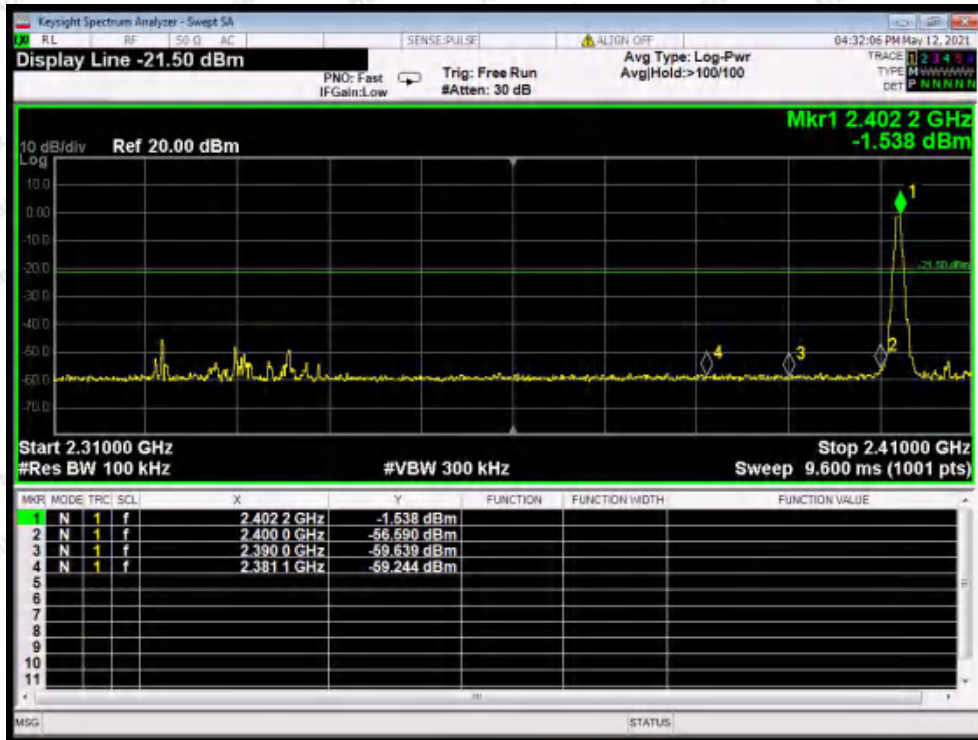 Keysight Spectrum Analyzer - Swept SA
RL RF 50 Ω AC SENSE:PULSE ALIGN OFF 04:32:06 PM May 12, 2021
Display Line -21.50 dBm
PNO: Fast
IFGain:Low
Trig: Free Run
#Atten: 30 dB
Avg Type: Log-Pwr
Avg|Hold:>100/100
TRACE 1 2 3 4 5 6
TYPE M
DET P N N N N N
Mkr1 2.402 2 GHz
-1.538 dBm
10 dB/div Ref 20.00 dBm
Log
10.0
0.00
-10.0
-20.0
-30.0
-40.0
-50.0
-60.0
-70.0
1
-21.50 dBm
4
3
2
Start 2.31000 GHz Stop 2.41000 GHz
#Res BW 100 kHz #VBW 300 kHz Sweep 9.600 ms (1001 pts)
MKR MODE TRC SCL X Y FUNCTION FUNCTION WIDTH FUNCTION VALUE
1 N 1 f 2.402 2 GHz -1.538 dBm
2 N 1 f 2.400 0 GHz -56.590 dBm
3 N 1 f 2.390 0 GHz -59.639 dBm
4 N 1 f 2.381 1 GHz -59.244 dBm
5
6
7
8
9
10
11
MSG STATUS